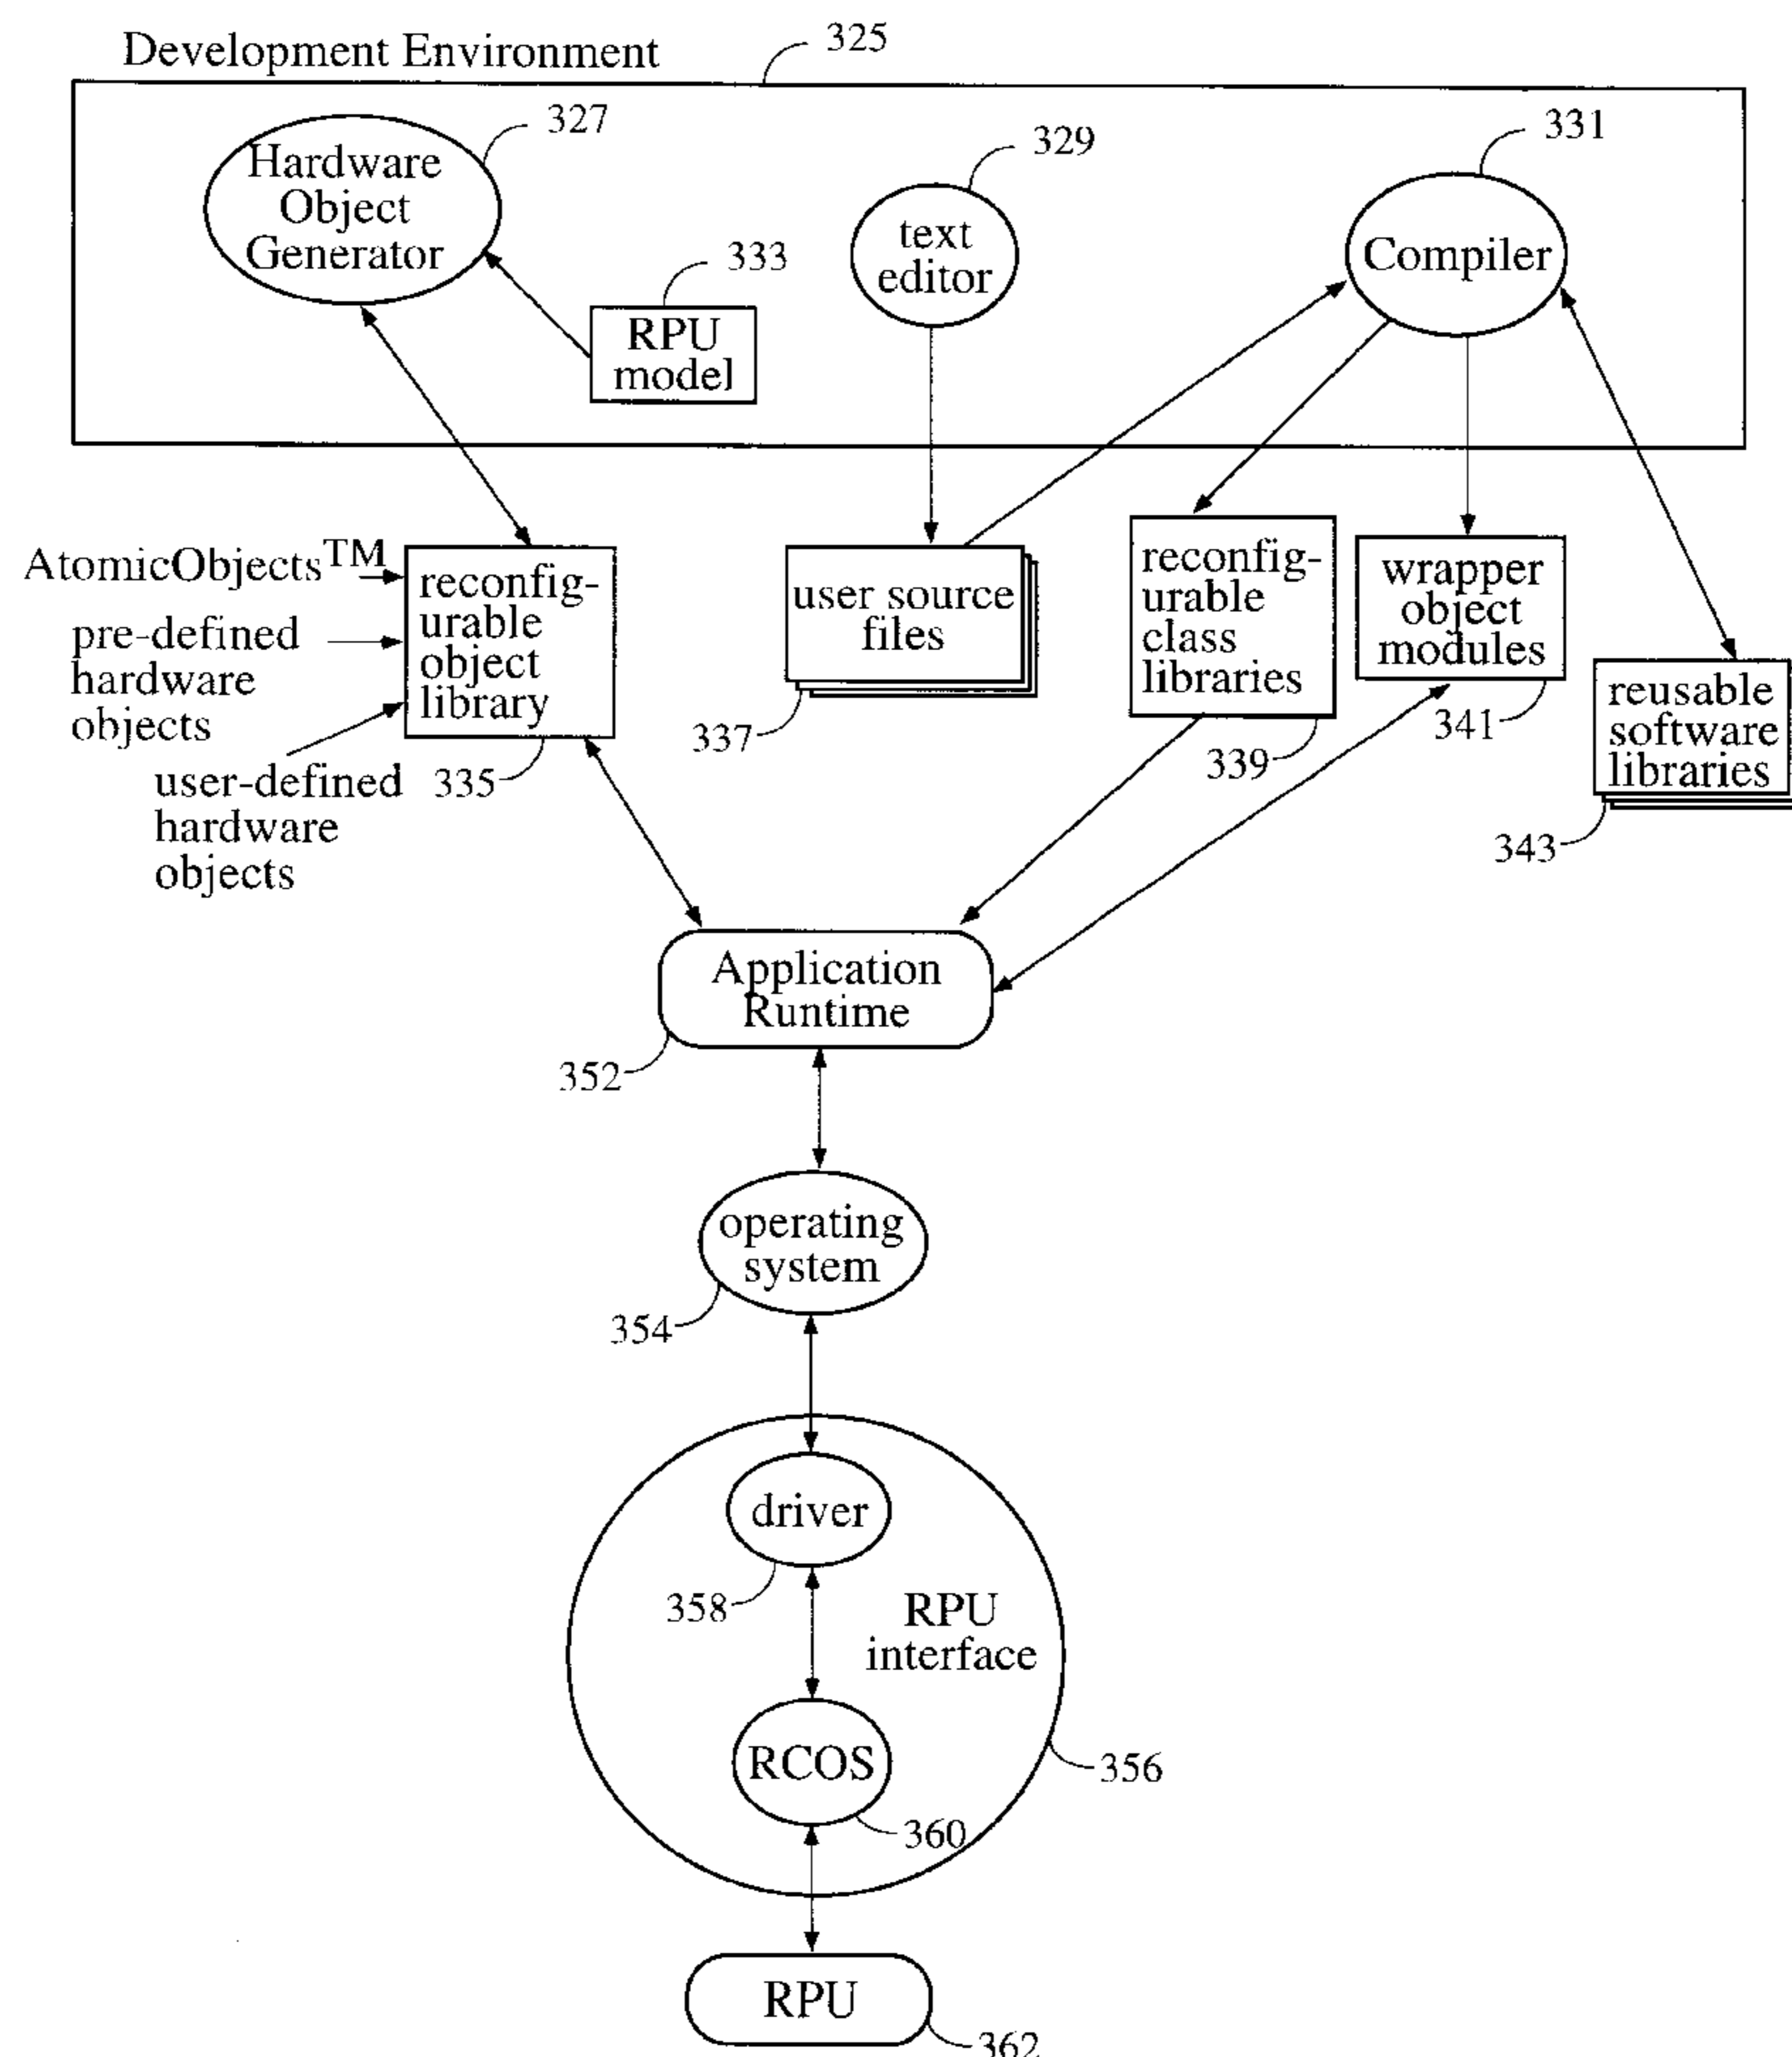 Development Environment
325
Hardware
Object
Generator
327
text
editor
329
Compiler
331
RPU
model
333
AtomicObjects™
pre-defined
hardware
objects
user-defined
hardware
objects
reconfig-
urable
object
library
335
user source
files
337
reconfig-
urable
class
libraries
339
wrapper
object
modules
341
reusable
software
libraries
343
Application
Runtime
352
operating
system
354
driver
358
RPU
interface
RCOS
356
360
RPU
362